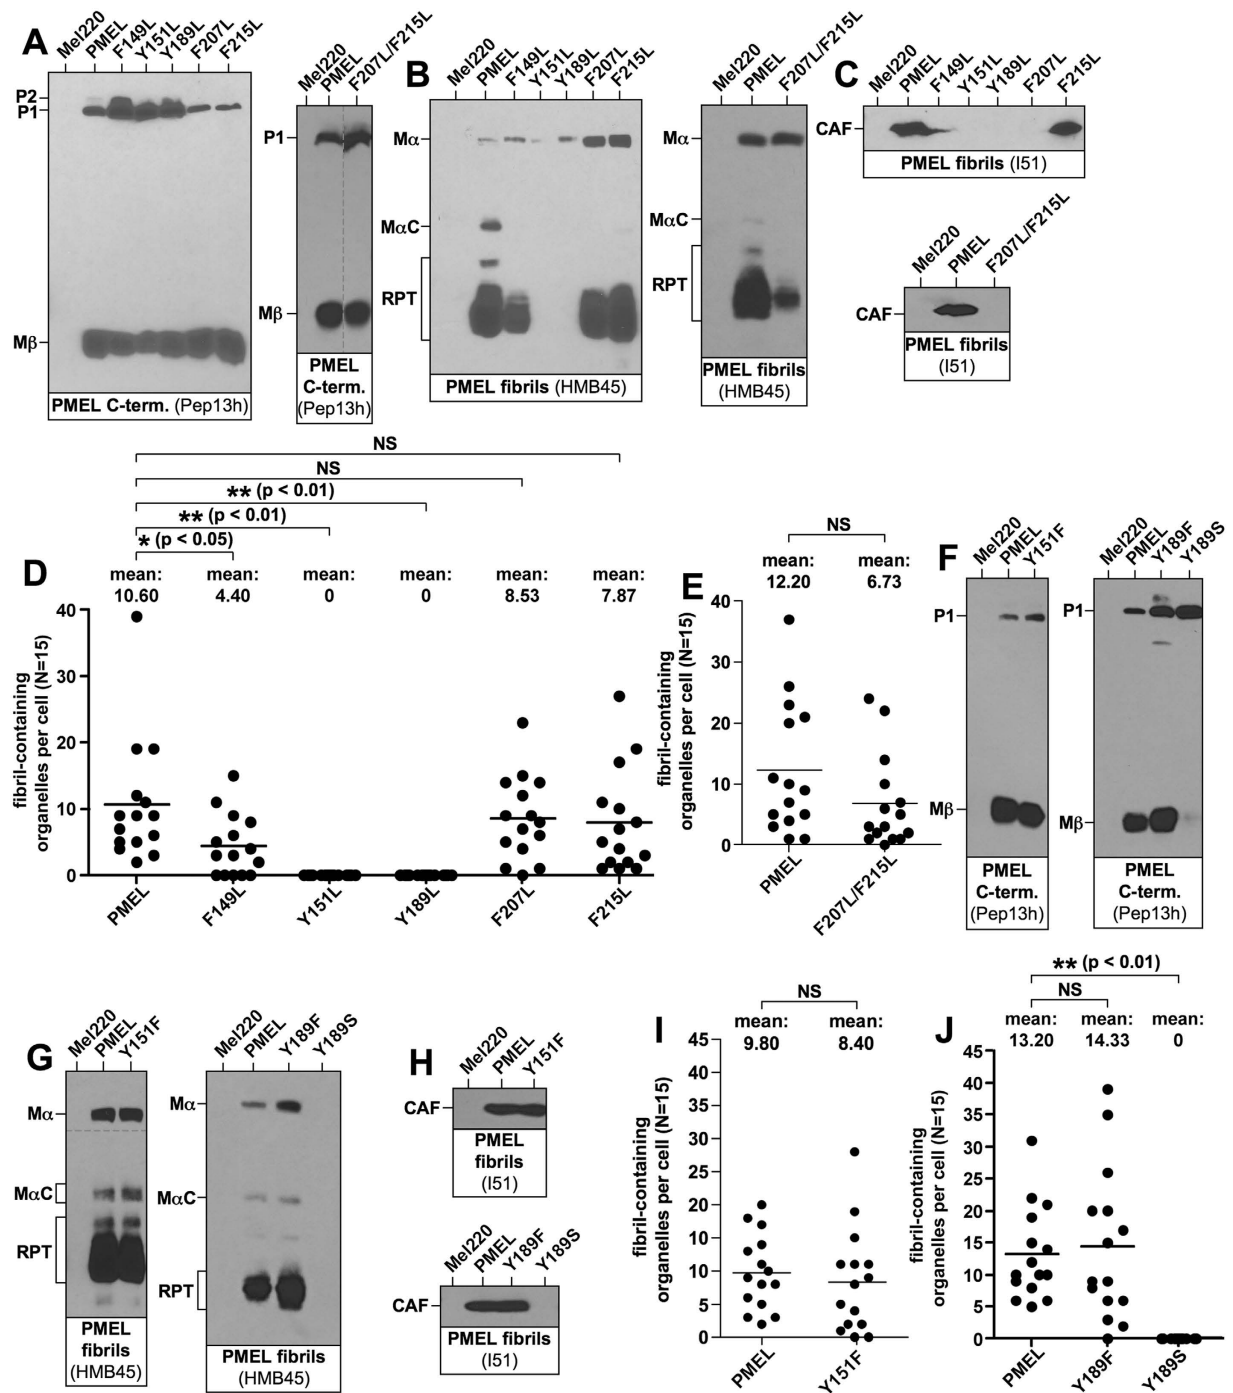 A
Mel220
PMEL
F149L
Y151L
Y189L
F207L
F215L
P2
P1
Mβ
PMEL C-term. (Pep13h)
Mel220
PMEL
F207L/F215L
P1
Mβ
PMEL
C-term.
(Pep13h)
B
Mel220
PMEL
F149L
Y151L
Y189L
F207L
F215L
Mα
MαC
RPT
PMEL fibrils (HMB45)
Mel220
PMEL
F207L/F215L
Mα
MαC
RPT
PMEL fibrils
(HMB45)
C
Mel220
PMEL
F149L
Y151L
Y189L
F207L
F215L
CAF
PMEL fibrils (I51)
Mel220
PMEL
F207L/F215L
CAF
PMEL fibrils
(I51)
D
NS
NS
** (p < 0.01)
** (p < 0.01)
* (p < 0.05)
mean: mean: mean: mean: mean: mean:
10.60 4.40 0 0 8.53 7.87
fibril-containing
organelles per cell (N=15)
40
30
20
10
0
PMEL F149L Y151L Y189L F207L F215L
E
NS
mean: mean:
12.20 6.73
fibril-containing
organelles per cell (N=15)
40
30
20
10
0
PMEL F207L/F215L
F
Mel220
PMEL
Y151F
P1
Mβ
PMEL
C-term.
(Pep13h)
Mel220
PMEL
Y189F
Y189S
P1
Mβ
PMEL
C-term.
(Pep13h)
G
Mel220
PMEL
Y151F
Mα
MαC
RPT
PMEL
fibrils
(HMB45)
Mel220
PMEL
Y189F
Y189S
Mα
MαC
RPT
PMEL fibrils
(HMB45)
H
Mel220
PMEL
Y151F
CAF
PMEL
fibrils
(I51)
Mel220
PMEL
Y189F
Y189S
CAF
PMEL fibrils
(I51)
I
NS
mean: mean:
9.80 8.40
fibril-containing
organelles per cell (N=15)
45
40
35
30
20
15
10
5
0
PMEL Y151F
J
** (p < 0.01)
NS
mean: mean: mean:
13.20 14.33 0
fibril-containing
organelles per cell (N=15)
45
40
35
30
25
20
15
10
5
0
PMEL Y189F Y189S